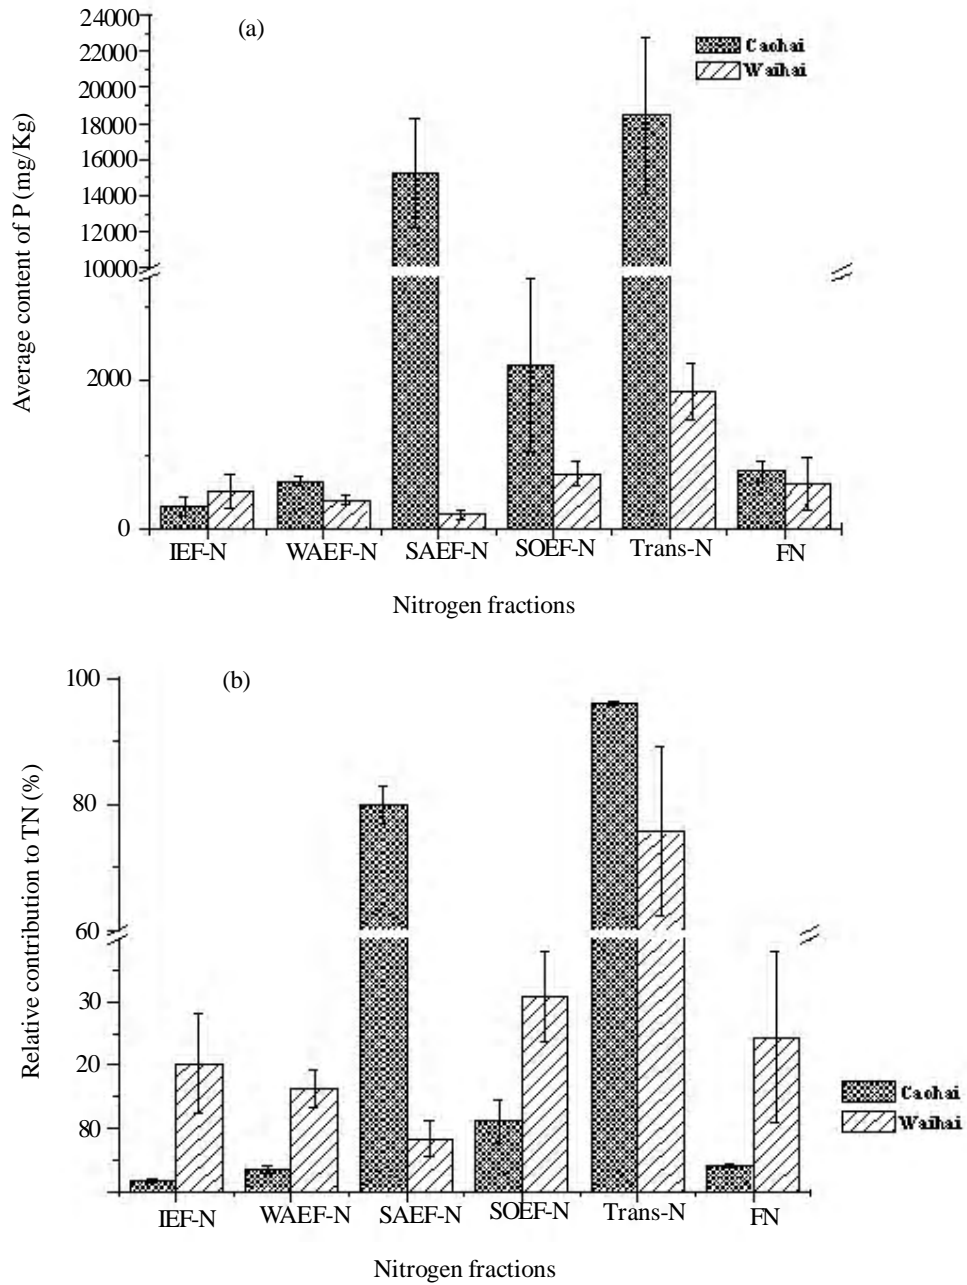 (a)
Caohai
Waihai
Average content of P (mg/Kg)
24000
22000
20000
18000
16000
14000
12000
10000
2000
0
IEF-N WAEF-N SAEF-N SOEF-N Trans-N FN
Nitrogen fractions
(b)
Relative contribution to TN (%)
100
80
60
30
20
80
Caohai
Waihai
IEF-N WAEF-N SAEF-N SOEF-N Trans-N FN
Nitrogen fractions